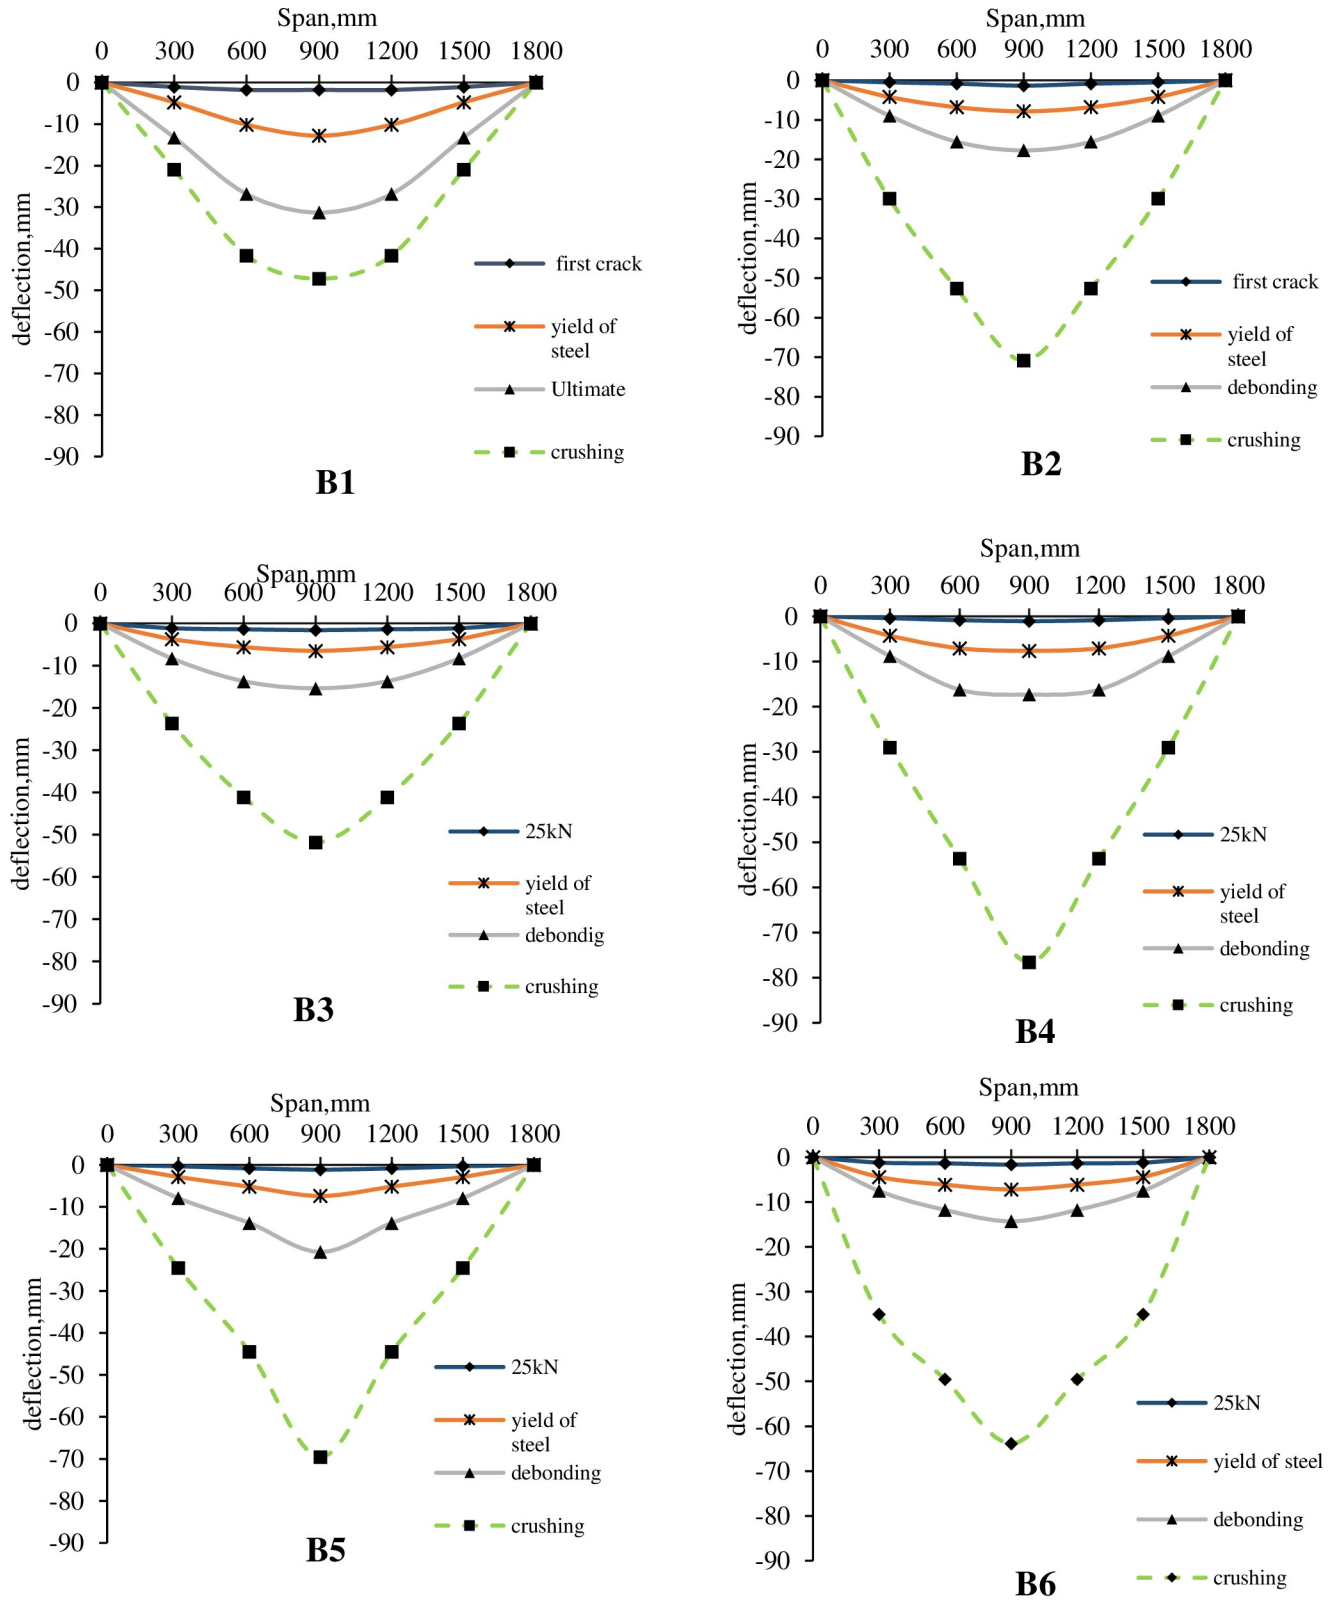 Span,mm
0 300 600 900 1200 1500 1800
0
-10
-20
-30
-40
-50
-60
-70
-80
-90
deflection,mm
first crack
yield of
steel
Ultimate
crushing
B1
Span,mm
0 300 600 900 1200 1500 1800
0
-10
-20
-30
-40
-50
-60
-70
-80
-90
deflection,mm
first crack
yield of
steel
debonding
crushing
B2
Span,mm
0 300 600 900 1200 1500 1800
0
-10
-20
-30
-40
-50
-60
-70
-80
-90
deflection,mm
25kN
yield of
steel
debondig
crushing
B3
Span,mm
0 300 600 900 1200 1500 1800
0
-10
-20
-30
-40
-50
-60
-70
-80
-90
deflection,mm
25kN
yield of
steel
debonding
crushing
B4
Span,mm
0 300 600 900 1200 1500 1800
0
-10
-20
-30
-40
-50
-60
-70
-80
-90
deflection,mm
25kN
yield of
steel
debonding
crushing
B5
Span,mm
0 300 600 900 1200 1500 1800
0
-10
-20
-30
-40
-50
-60
-70
-80
-90
deflection,mm
25kN
yield of steel
debonding
crushing
B6